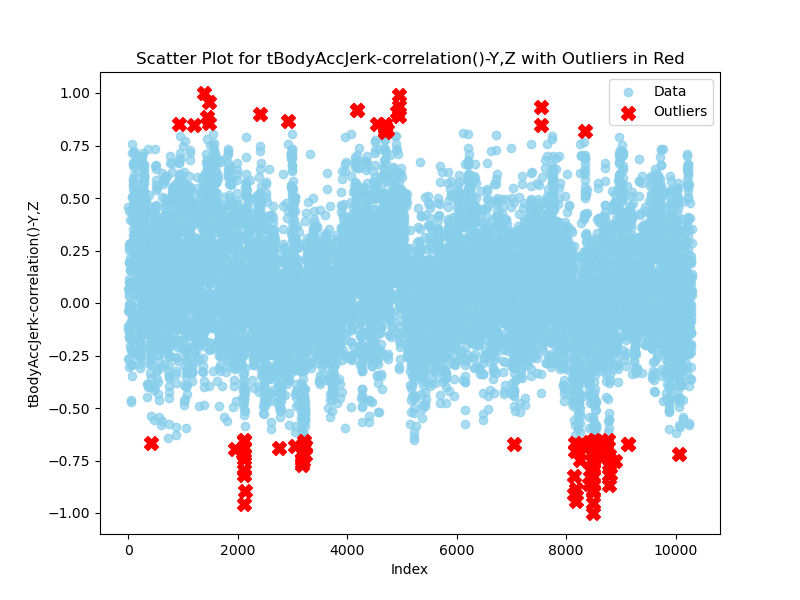 Scatter Plot for tBodyAccJerk-correlation()-Y,Z with Outliers in Red
Data
Outliers
1.00
0.75
0.50
0.25
0.00
−0.25
−0.50
−0.75
−1.00
tBodyAccJerk-correlation()-Y,Z
0 2000 4000 6000 8000 10000
Index